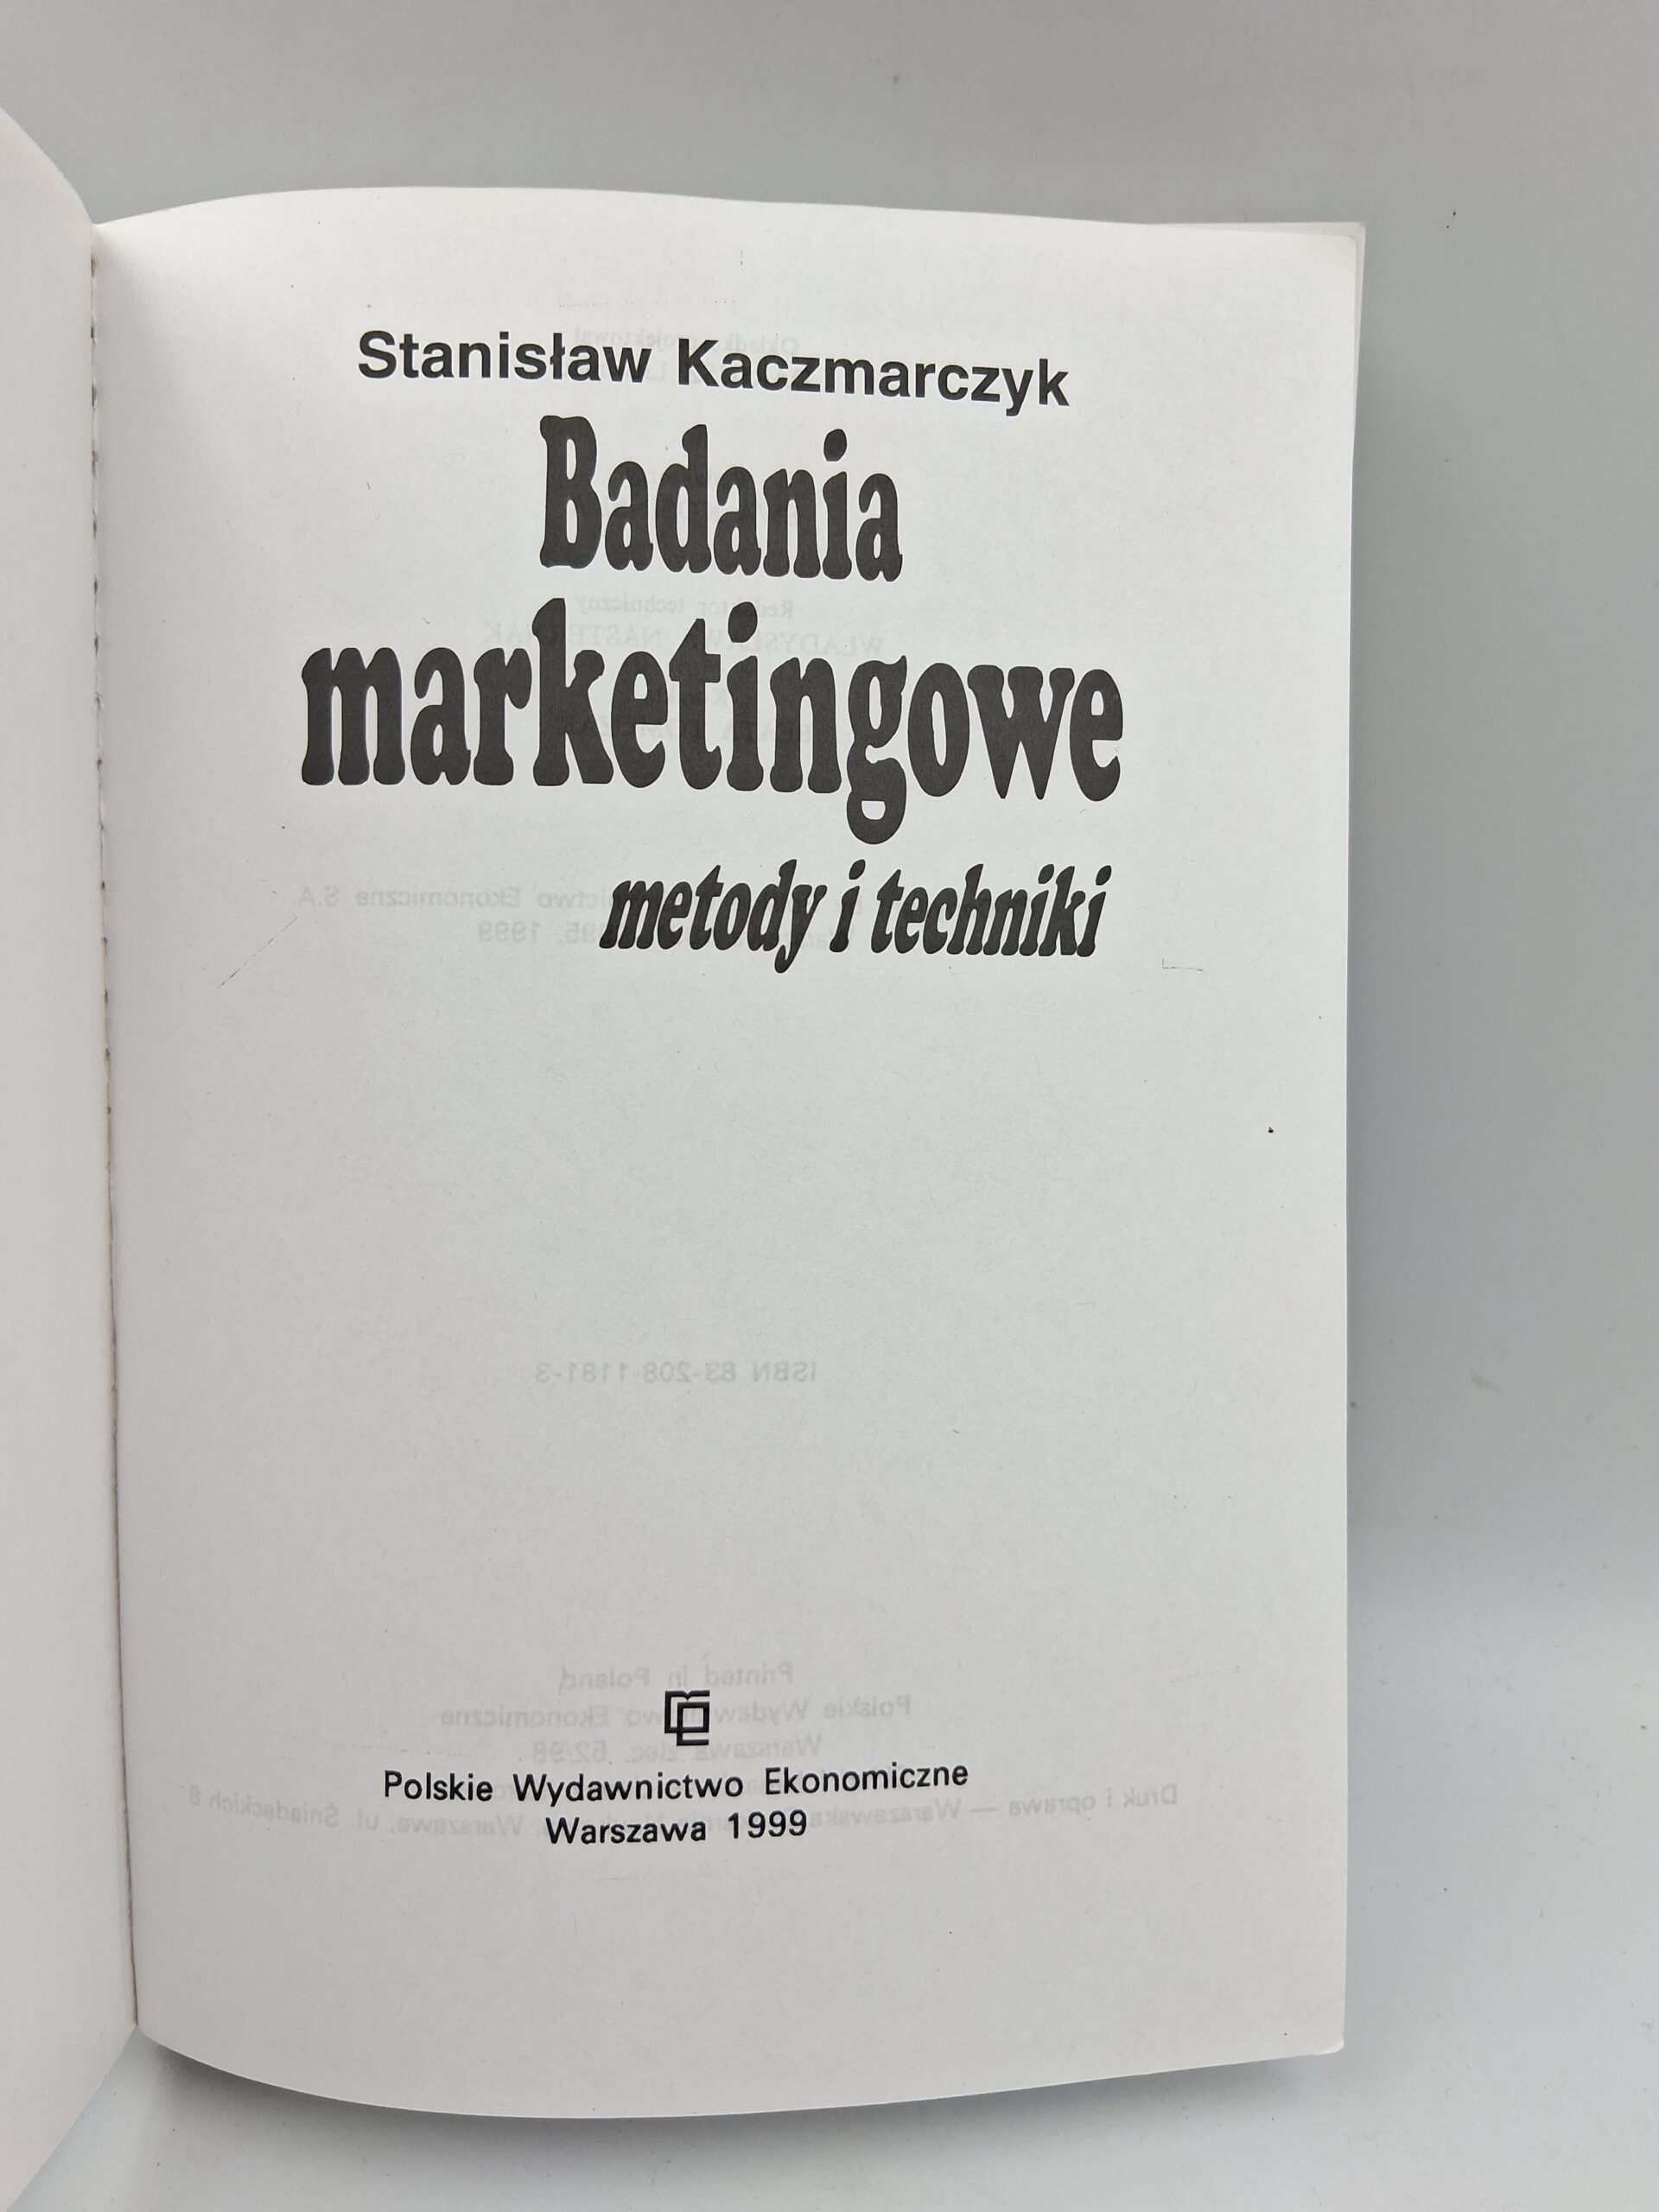 Stanisław Kaczmarczyk
Badania
marketingowe
metody i techniki
Polskie Wydawnictwo Ekonomiczne
Warszawa 1999